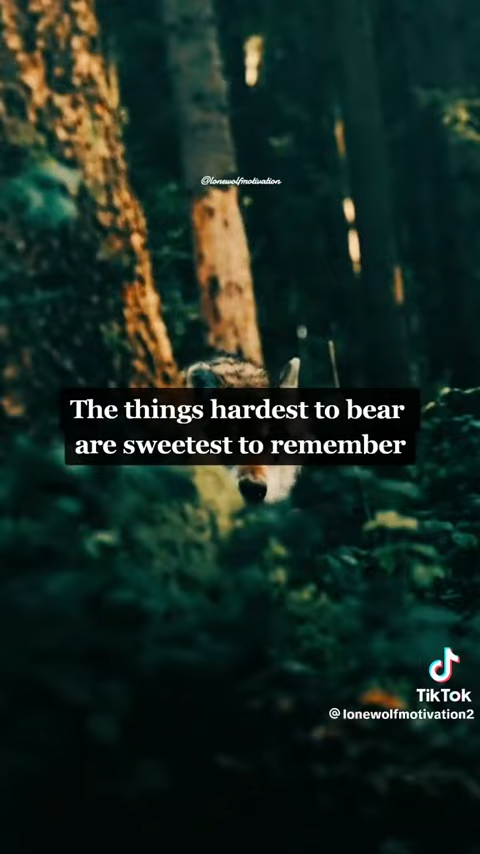 @lonewolfmotivation
The things hardest to bear
are sweetest to remember
TikTok
@lonewolfmotivation2